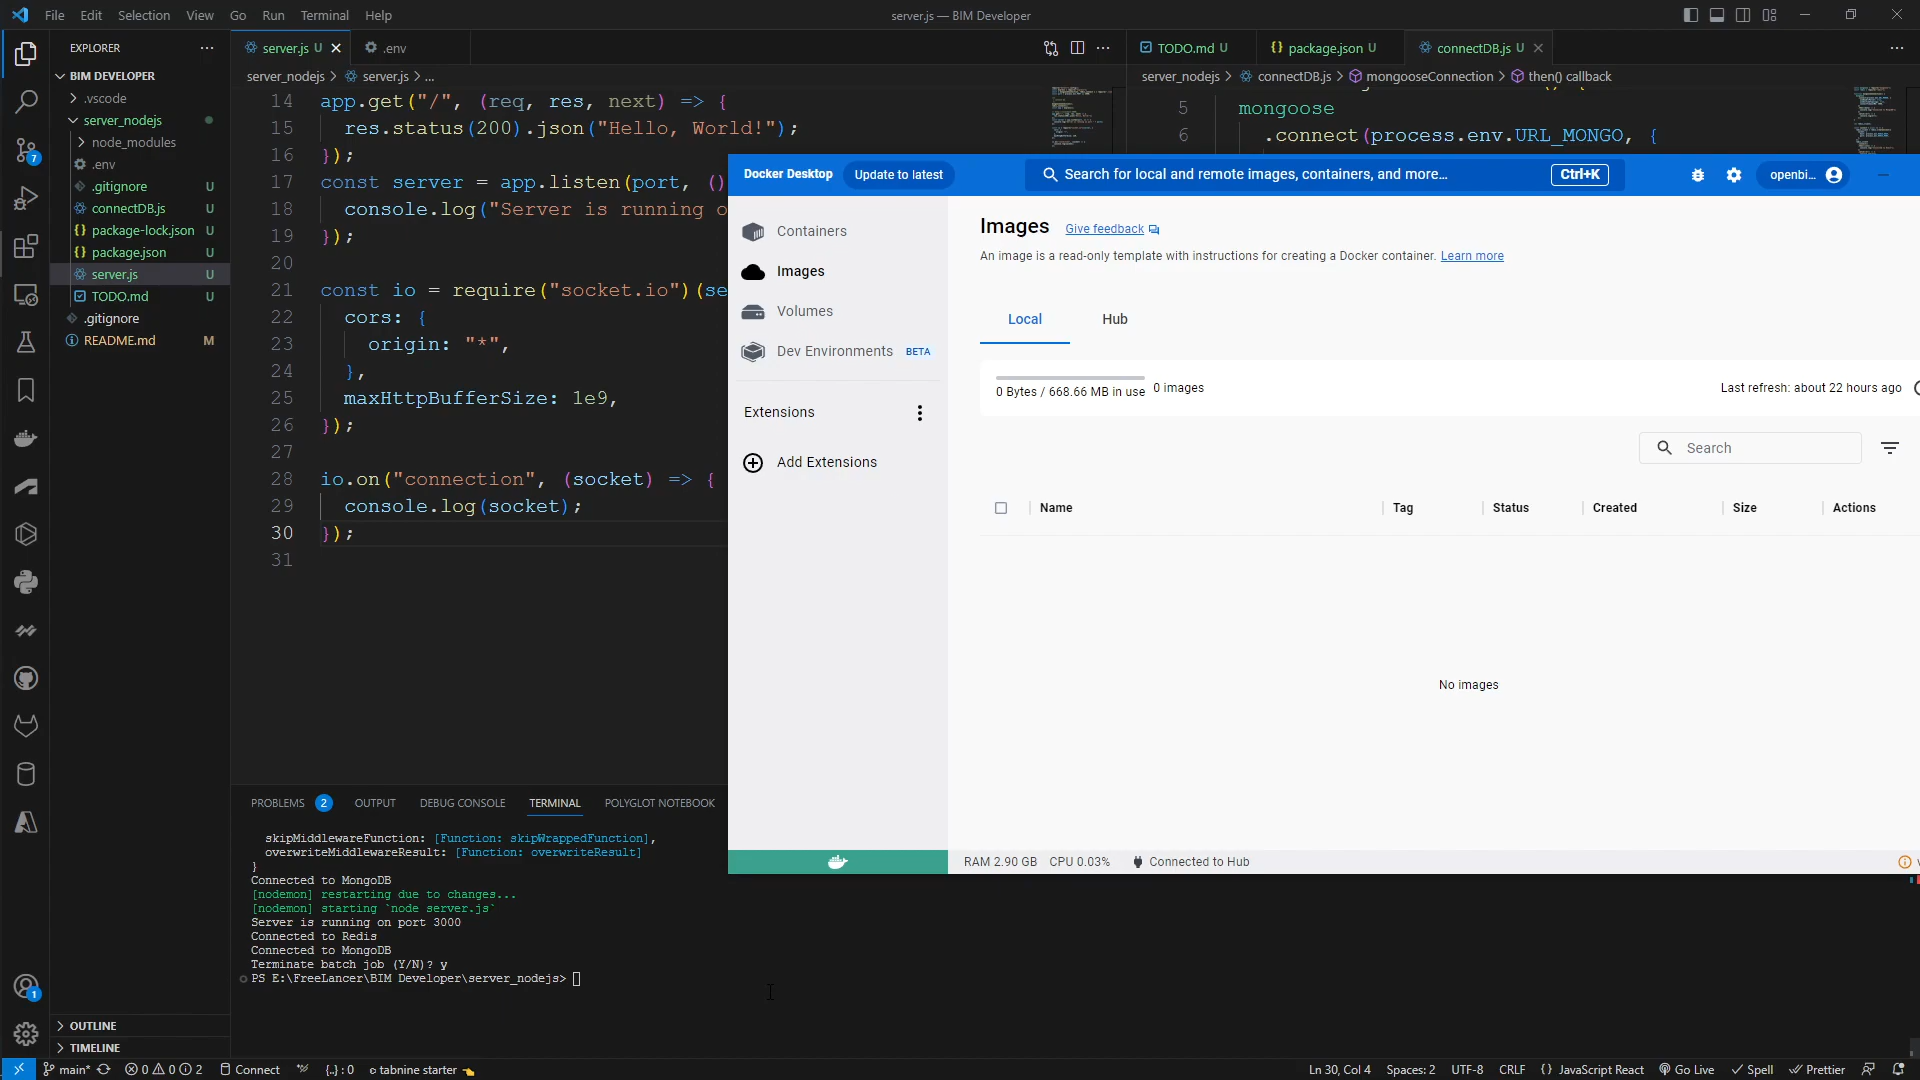 File Edit Selection View Go Run Terminal Help
server.js — BIM Developer
EXPLORER
BIM DEVELOPER
.vscode
server_nodejs
node_modules
.env
.gitignore U
connectDB.js U
package-lock.json U
package.json U
server.js U
TODO.md U
.gitignore
README.md M
OUTLINE
TIMELINE
7
1
server.js U
.env
server_nodejs > server.js > ...
14 app.get("/", (req, res, next) => {
15 res.status(200).json("Hello, World!");
16 });
17 const server = app.listen(port, ()
18 console.log("Server is running o
19 });
20
21 const io = require("socket.io")(se
22 cors: {
23 origin: "*",
24 },
25 maxHttpBufferSize: 1e9,
26 });
27
28 io.on("connection", (socket) => {
29 console.log(socket);
30 });
31
TODO.md U
package.json U
connectDB.js U
server_nodejs > connectDB.js > mongooseConnection > then() callback
5 mongoose
6 .connect(process.env.URL_MONGO, {
Docker Desktop
Update to latest
Search for local and remote images, containers, and more...
Ctrl+K
openbi...
Containers
Images
Volumes
Dev Environments BETA
Extensions
Add Extensions
Images Give feedback
An image is a read-only template with instructions for creating a Docker container. Learn more
Local Hub
0 Bytes / 668.66 MB in use 0 images
Last refresh: about 22 hours ago
Search
Name Tag Status Created Size Actions
No images
RAM 2.90 GB CPU 0.03% Connected to Hub
PROBLEMS 2 OUTPUT DEBUG CONSOLE TERMINAL POLYGLOT NOTEBOOK
skipMiddlewareFunction: [Function: skipWrappedFunction],
overwriteMiddlewareResult: [Function: overwriteResult]
}
Connected to MongoDB
[nodemon] restarting due to changes...
[nodemon] starting `node server.js`
Server is running on port 3000
Connected to Redis
Connected to MongoDB
Terminate batch job (Y/N)? y
PS E:\FreeLancer\BIM Developer\server_nodejs>
main* 0 0 2 Connect {..} : 0 tabnine starter
Ln 30, Col 4 Spaces: 2 UTF-8 CRLF {} JavaScript React Go Live Spell Prettier